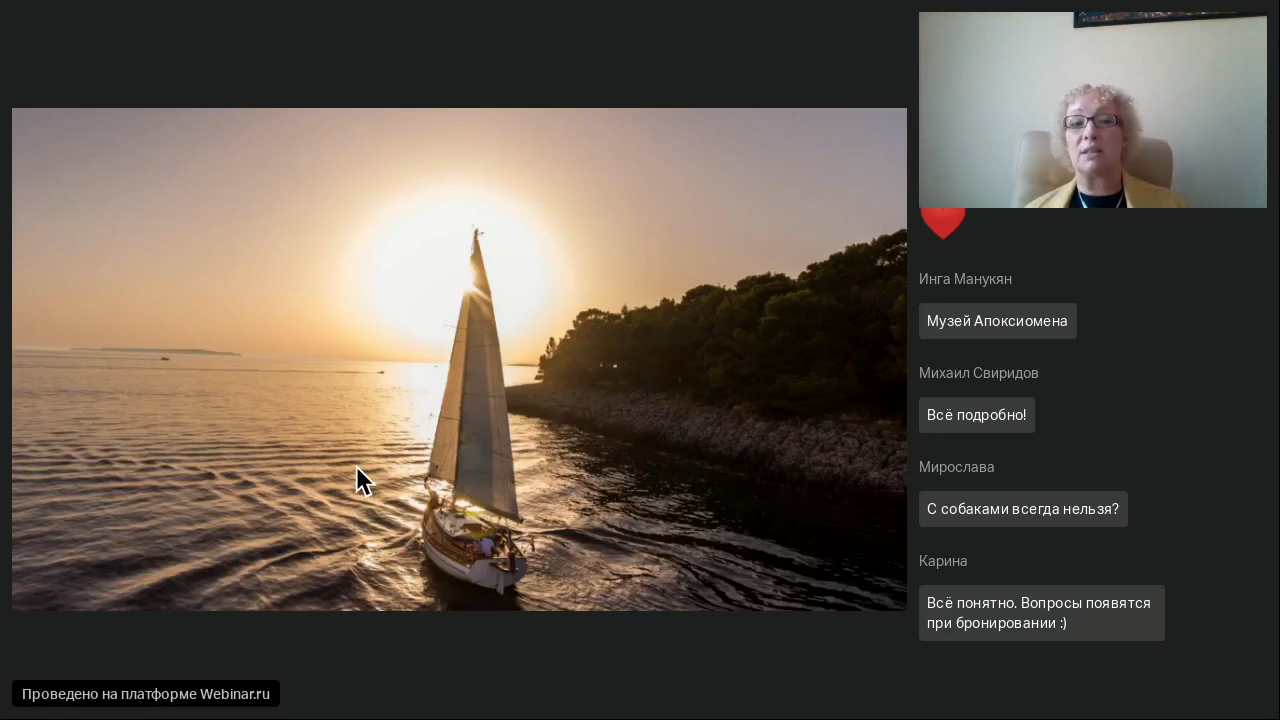 Инга Манукян
Музей Апоксиомена
Михаил Свиридов
Всё подробно!
Мирослава
С собаками всегда нельзя?
Карина
Всё понятно. Вопросы появятся
при бронировании :)
Проведено на платформе Webinar.ru